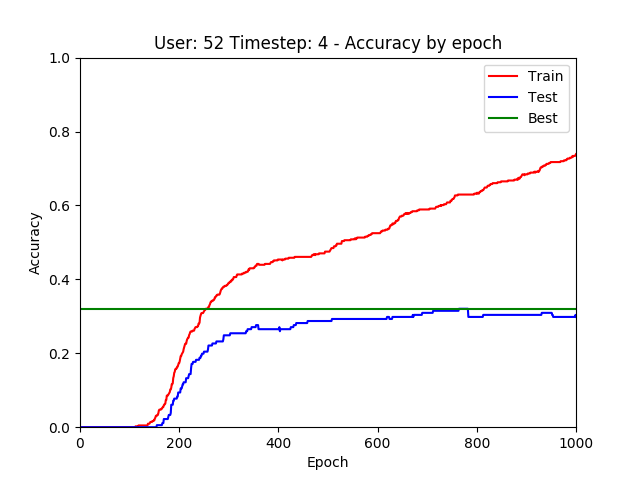 User: 52 Timestep: 4 - Accuracy by epoch
1.0
0.8
0.6
0.4
0.2
0.0
Accuracy
0 200 400 600 800 1000
Epoch
Train
Test
Best